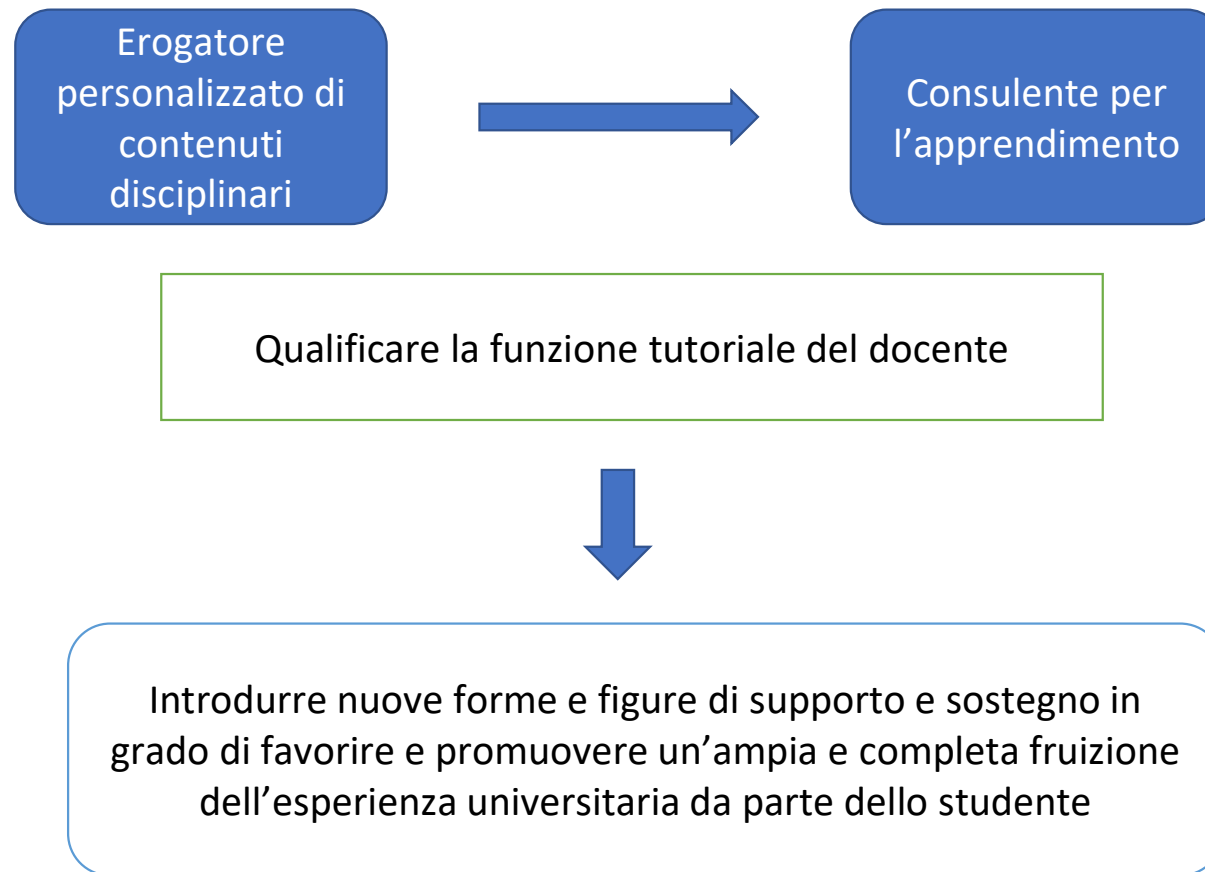 Erogatore
personalizzato di
contenuti
disciplinari
Consulente per
l’apprendimento
Qualificare la funzione tutoriale del docente
Introdurre nuove forme e figure di supporto e sostegno in
grado di favorire e promuovere un’ampia e completa fruizione
dell’esperienza universitaria da parte dello studente